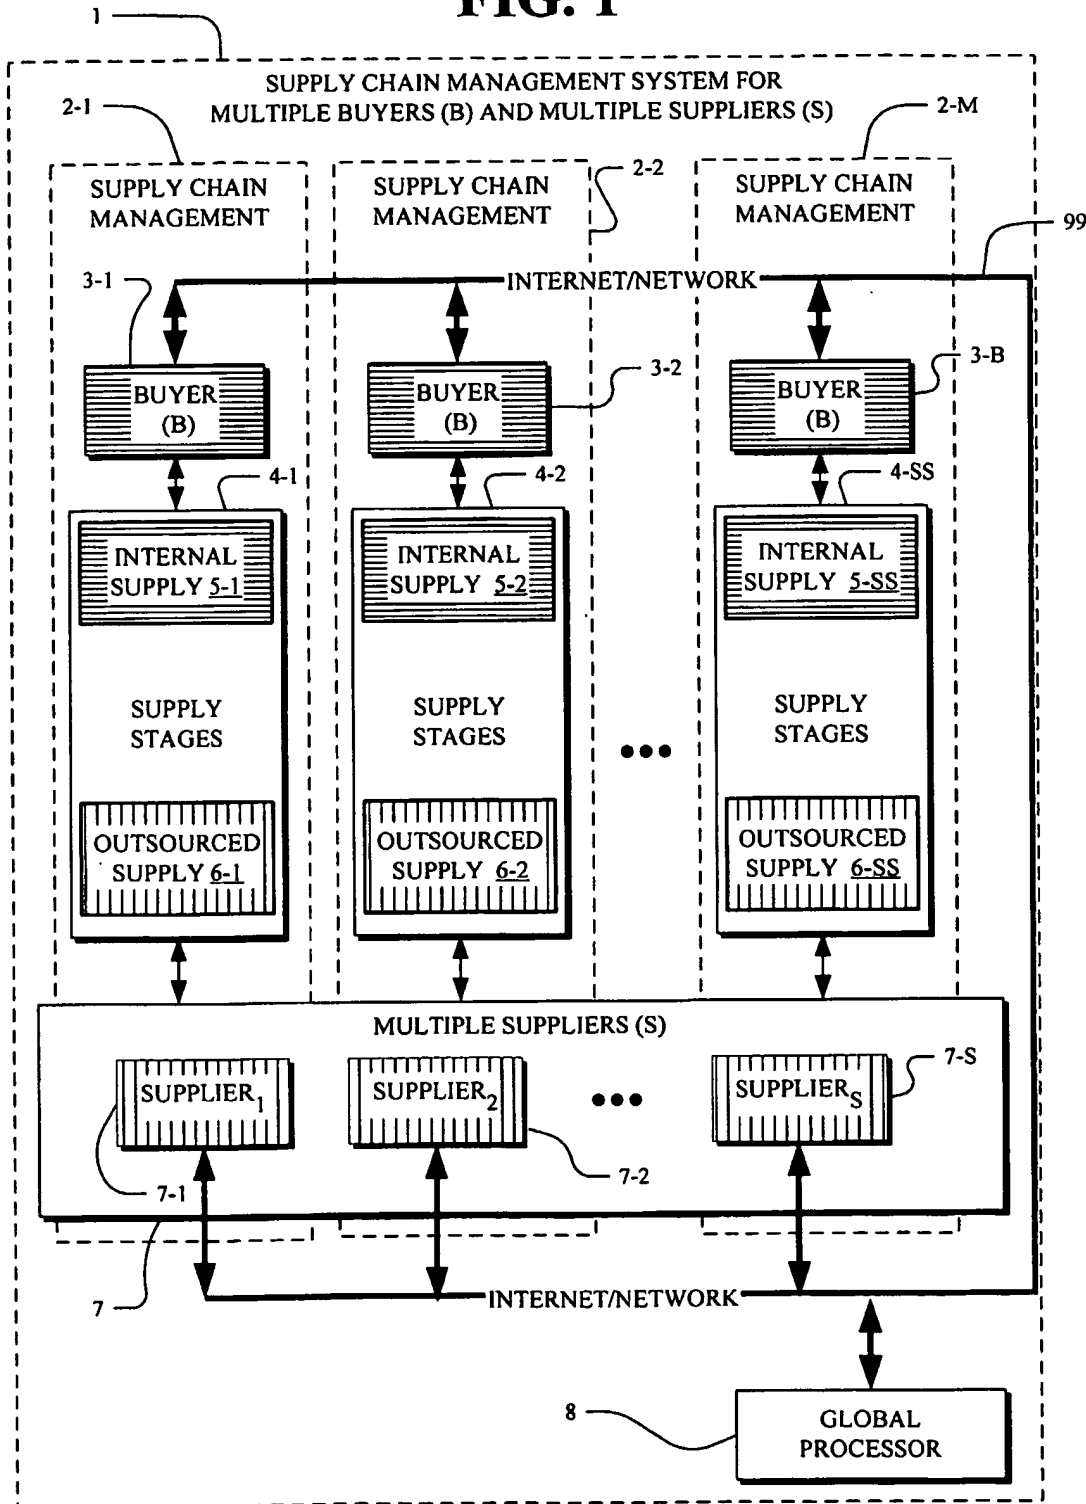 FIG. 1
1
SUPPLY CHAIN MANAGEMENT SYSTEM FOR
MULTIPLE BUYERS (B) AND MULTIPLE SUPPLIERS (S)
2-1
2-M
2-2
SUPPLY CHAIN
MANAGEMENT
SUPPLY CHAIN
MANAGEMENT
SUPPLY CHAIN
MANAGEMENT
99
INTERNET/NETWORK
3-1
3-2
3-B
BUYER
(B)
BUYER
(B)
BUYER
(B)
4-1
4-2
4-SS
INTERNAL
SUPPLY 5-1
INTERNAL
SUPPLY 5-2
INTERNAL
SUPPLY 5-SS
SUPPLY
STAGES
SUPPLY
STAGES
SUPPLY
STAGES
OUTSOURCED
SUPPLY 6-1
OUTSOURCED
SUPPLY 6-2
OUTSOURCED
SUPPLY 6-SS
MULTIPLE SUPPLIERS (S)
SUPPLIER1
SUPPLIER2
SUPPLIERS
7-S
7-1
7-2
7
INTERNET/NETWORK
8
GLOBAL
PROCESSOR